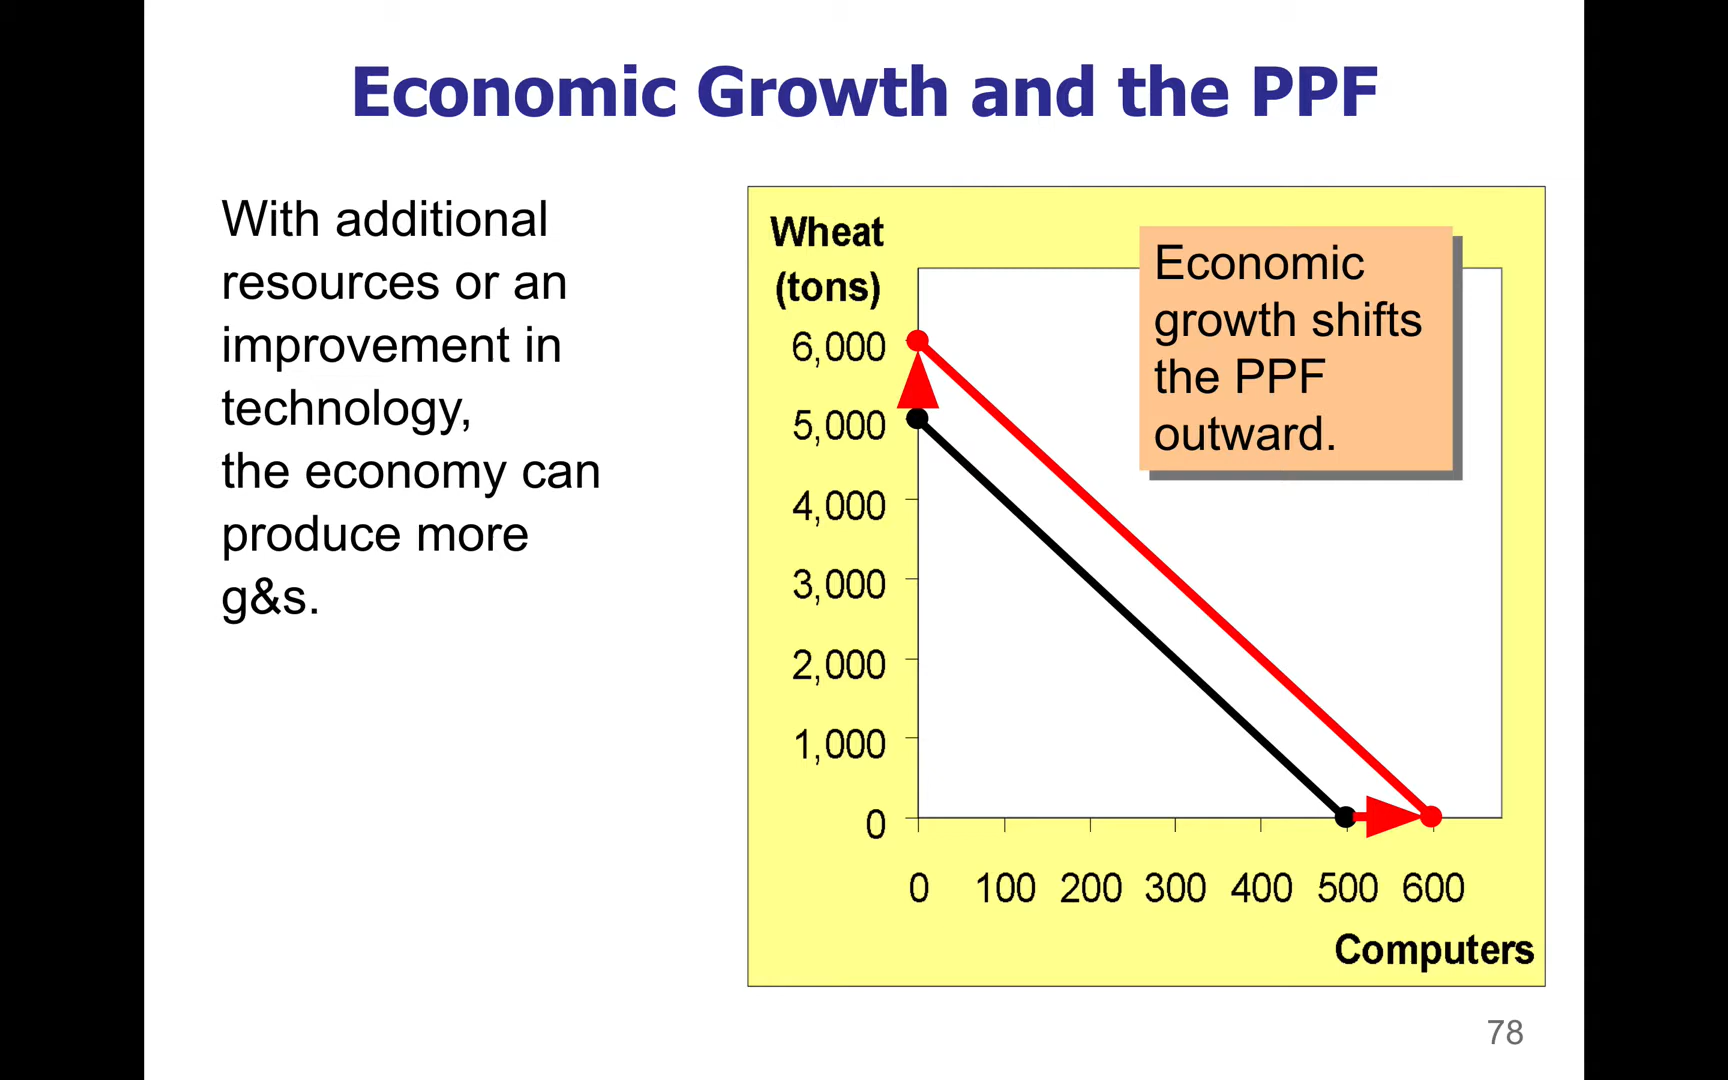 Economic Growth and the PPF
With additional
resources or an
improvement in
technology,
the economy can
produce more
g&s.
Wheat
(tons)
Economic
growth shifts
the PPF
outward.
6,000
5,000
4,000
3,000
2,000
1,000
0
0 100 200 300 400 500 600
Computers
78